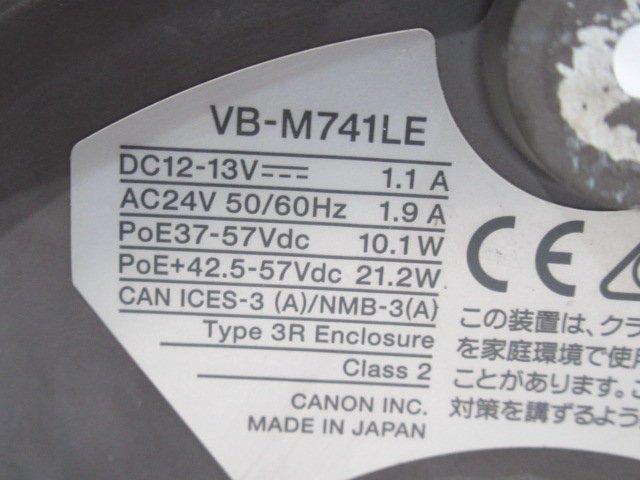 VB-M741LE
DC12-13V⎓ 1.1 A
AC24V 50/60Hz 1.9 A
PoE37-57Vdc 10.1W
PoE+42.5-57Vdc 21.2W
CAN ICES-3 (A)/NMB-3(A)
Type 3R Enclosure
Class 2
CANON INC.
MADE IN JAPAN
CE
この装置は、クラ
を家庭環境で使用
ことがあります。こ
対策を講ずるよう